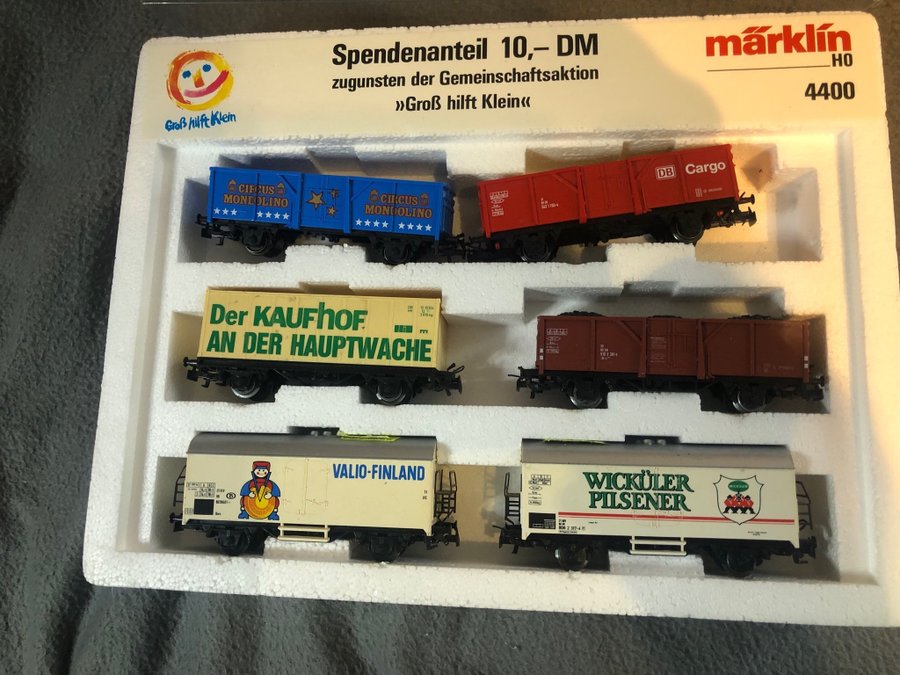 Spendenanteil 10,– DM
zugunsten der Gemeinschaftsaktion
»Groß hilft Klein«
Groß hilft Klein
märklin
HO
4400
CIRCUS
MONDOLINO
CIRCUS
MONDOLINO
DB Cargo
Der KAUFhOF
AN DER HAUPTWACHE
VALIO-FINLAND
WICKÜLER
PILSENER